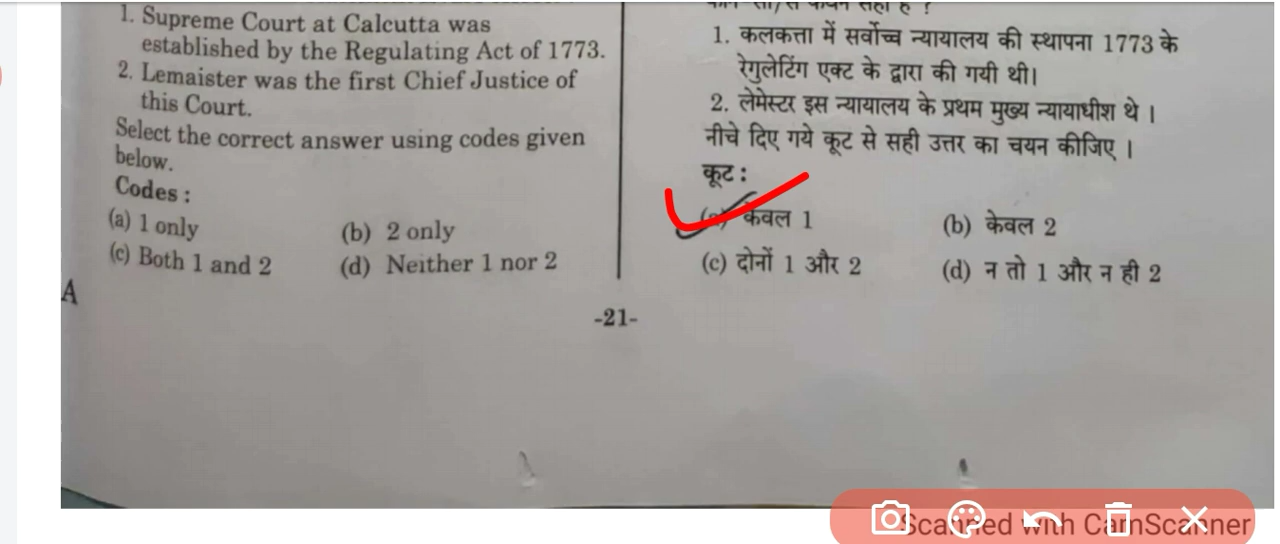 1. Supreme Court at Calcutta was
established by the Regulating Act of 1773.
2. Lemaister was the first Chief Justice of
this Court.
Select the correct answer using codes given
below.
Codes :
(a) 1 only
(b) 2 only
(c) Both 1 and 2
(d) Neither 1 nor 2
A
1. कलकत्ता में सर्वोच्च न्यायालय की स्थापना 1773 के
रेगुलेटिंग एक्ट के द्वारा की गयी थी।
2. लेमेस्टर इस न्यायालय के प्रथम मुख्य न्यायाधीश थे ।
नीचे दिए गये कूट से सही उत्तर का चयन कीजिए ।
कूट :
(a) केवल 1
(b) केवल 2
(c) दोनों 1 और 2
(d) न तो 1 और न ही 2
-21-
Scanned with CamScanner